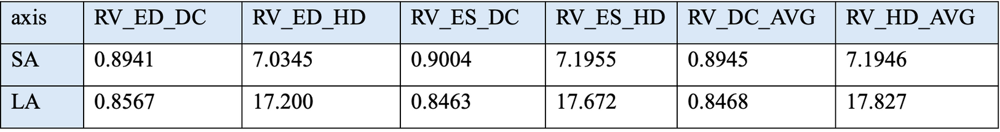 axis RV_ED_DC RV_ED_HD RV_ES_DC RV_ES_HD RV_DC_AVG RV_HD_AVG
SA 0.8941 7.0345 0.9004 7.1955 0.8945 7.1946
LA 0.8567 17.200 0.8463 17.672 0.8468 17.827